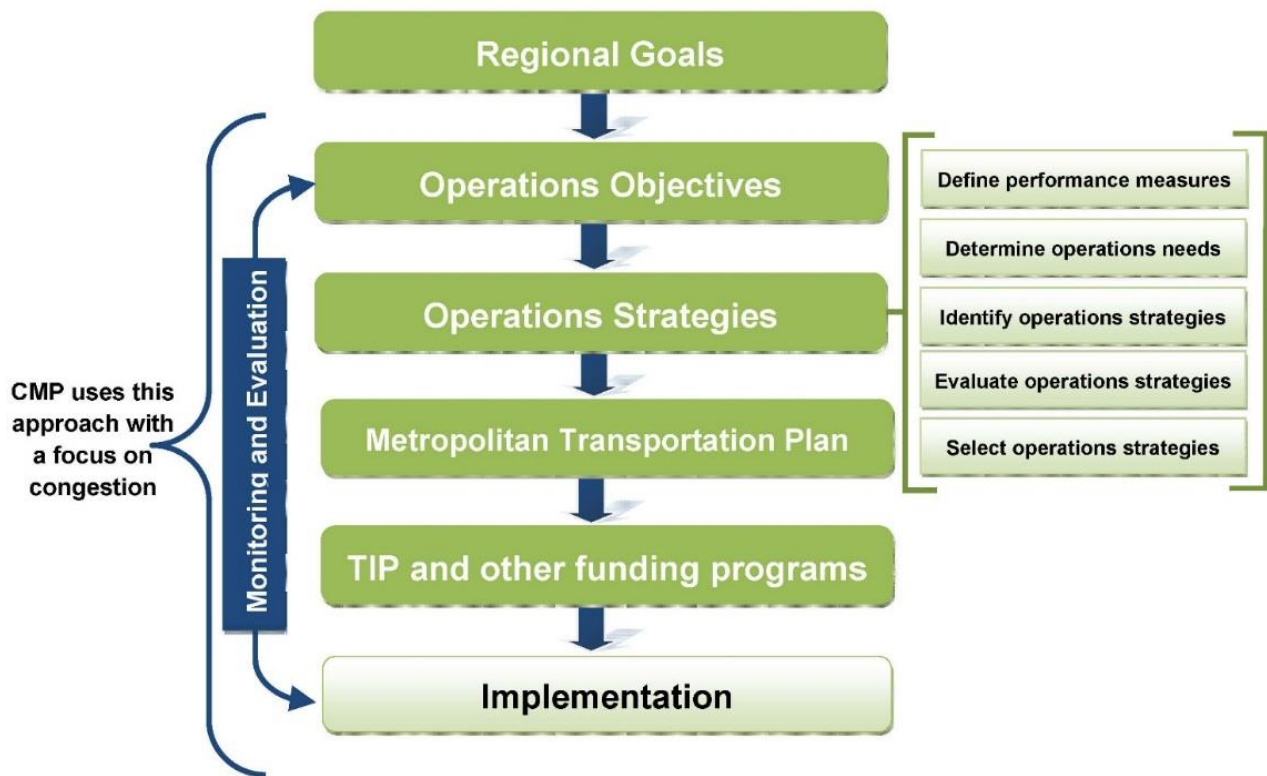 Regional Goals
Operations Objectives
Operations Strategies
Metropolitan Transportation Plan
TIP and other funding programs
Implementation
Monitoring and Evaluation
CMP uses this
approach with
a focus on
congestion
Define performance measures
Determine operations needs
Identify operations strategies
Evaluate operations strategies
Select operations strategies